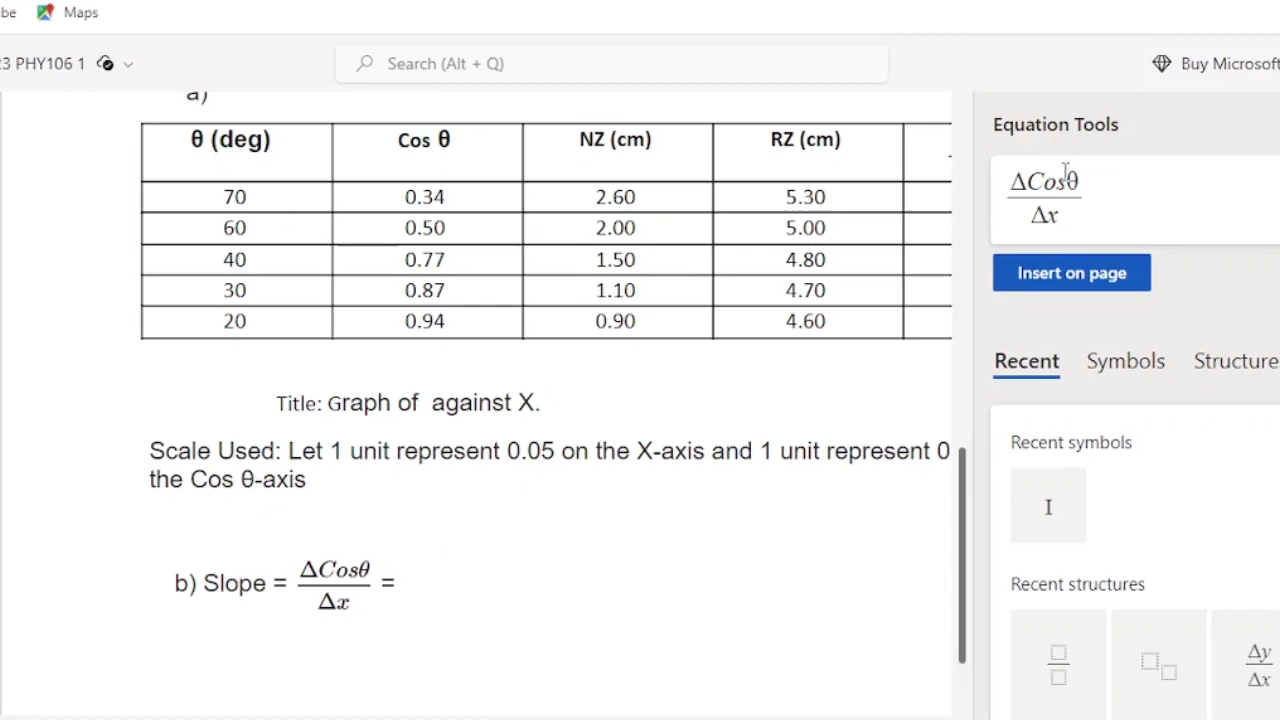 be Maps
23 PHY106 1 Search (Alt + Q) Buy Microsoft
a)
Equation Tools
θ (deg) Cos θ NZ (cm) RZ (cm)
70 0.34 2.60 5.30
60 0.50 2.00 5.00
40 0.77 1.50 4.80
30 0.87 1.10 4.70
20 0.94 0.90 4.60
ΔCosθ
Δx
Insert on page
Recent Symbols Structure
Title: Graph of against X.
Scale Used: Let 1 unit represent 0.05 on the X-axis and 1 unit represent 0
the Cos θ-axis
Recent symbols
I
b) Slope = ΔCosθ / Δx =
Recent structures
Δy
Δx